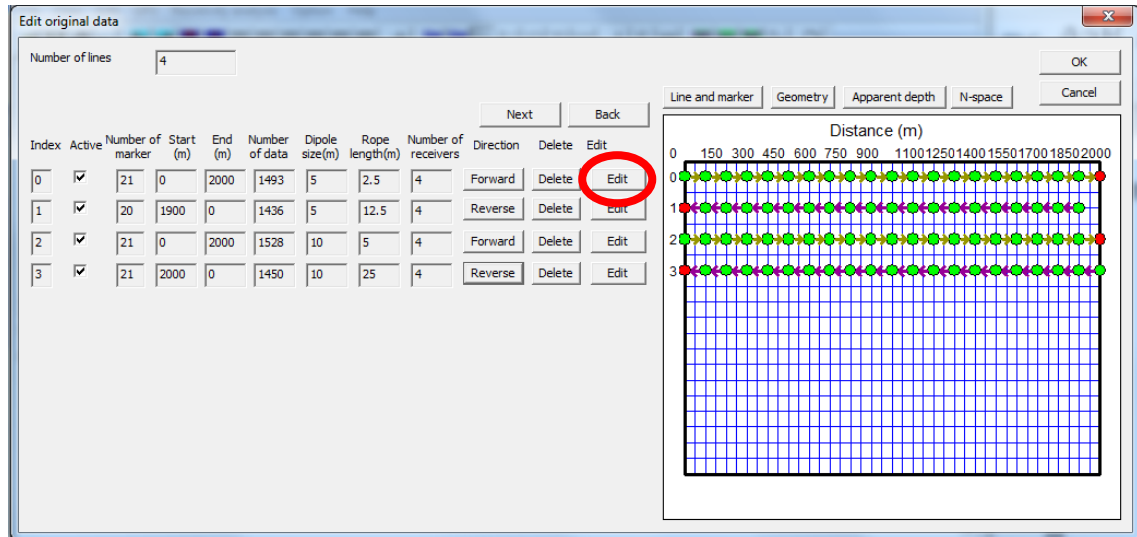 Edit original data
x
Number of lines 4
OK
Line and marker Geometry Apparent depth N-space Cancel
Next Back
Index Active Number of marker Start (m) End (m) Number of data Dipole size(m) Rope length(m) Number of receivers Direction Delete Edit
0 21 0 2000 1493 5 2.5 4 Forward Delete Edit
1 20 1900 0 1436 5 12.5 4 Reverse Delete Edit
2 21 0 2000 1528 10 5 4 Forward Delete Edit
3 21 2000 0 1450 10 25 4 Reverse Delete Edit
Distance (m)
0 150 300 450 600 750 900 1100 1250 1400 1550 1700 1850 2000
0
1
2
3